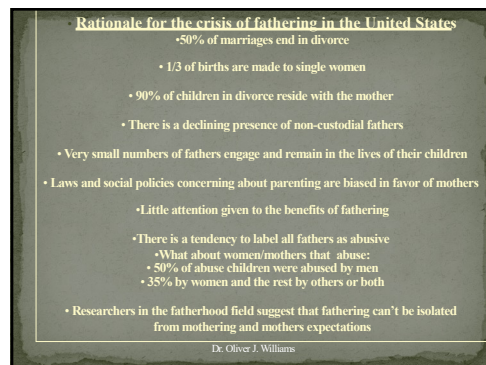 • Rationale for the crisis of fathering in the United States
•50% of marriages end in divorce
• 1/3 of births are made to single women
• 90% of children in divorce reside with the mother
• There is a declining presence of non-custodial fathers
• Very small numbers of fathers engage and remain in the lives of their children
• Laws and social policies concerning about parenting are biased in favor of mothers
•Little attention given to the benefits of fathering
•There is a tendency to label all fathers as abusive
•What about women/mothers that abuse:
• 50% of abuse children were abused by men
• 35% by women and the rest by others or both
• Researchers in the fatherhood field suggest that fathering can't be isolated
from mothering and mothers expectations
Dr. Oliver J. Williams